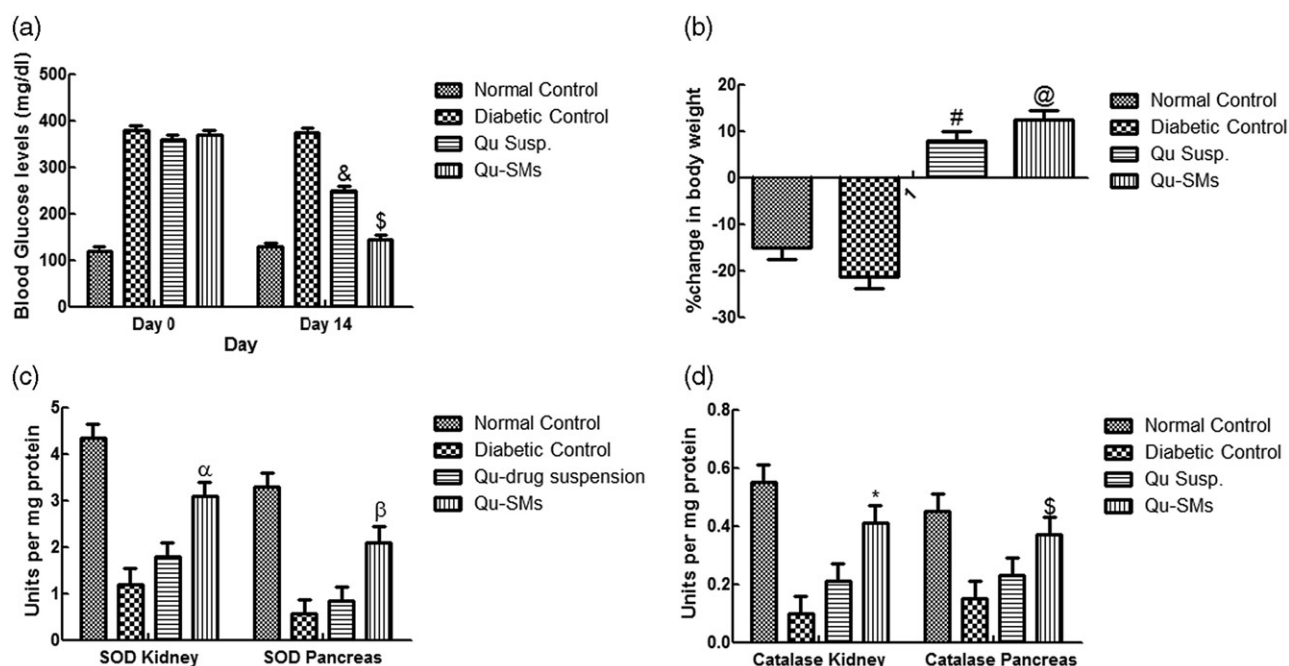 (a)
Blood Glucose levels (mg/dl)
500
400
300
200
100
0
&
$
Day 0
Day 14
Day
Normal Control
Diabetic Control
Qu Susp.
Qu-SMs
(b)
%change in body weight
20
10
0
-10
-20
-30
#
@
1
Normal Control
Diabetic Control
Qu Susp.
Qu-SMs
(c)
Units per mg protein
5
4
3
2
1
0
α
β
SOD Kidney
SOD Pancreas
Normal Control
Diabetic Control
Qu-drug suspension
Qu-SMs
(d)
Units per mg protein
0.8
0.6
0.4
0.2
0.0
*
$
Catalase Kidney
Catalase Pancreas
Normal Control
Diabetic Control
Qu Susp.
Qu-SMs